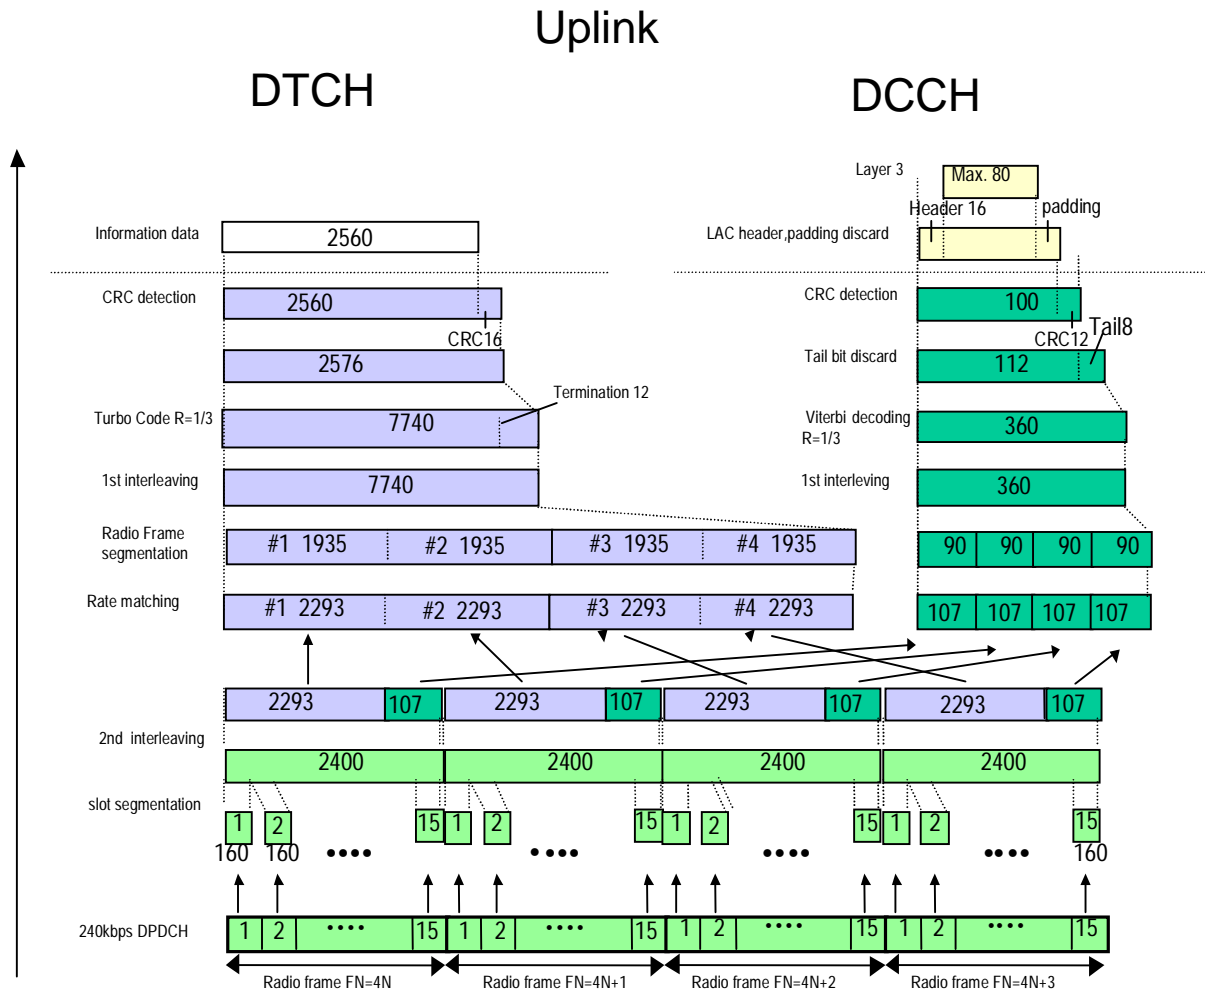 Uplink
DTCH
DCCH
Layer 3
Max. 80
Header 16
padding
Information data
2560
LAC header,padding discard
CRC detection
2560
CRC detection
100
CRC16
CRC12
Tail8
2576
Tail bit discard
112
Termination 12
Turbo Code R=1/3
7740
Viterbi decoding
R=1/3
360
1st interleaving
7740
1st interleving
360
Radio Frame
segmentation
#1 1935
#2 1935
#3 1935
#4 1935
90
90
90
90
Rate matching
#1 2293
#2 2293
#3 2293
#4 2293
107
107
107
107
2293
107
2293
107
2293
107
2293
107
2nd interleaving
2400
2400
2400
2400
slot segmentation
1
2
15
1
2
15
1
2
15
1
2
15
160
160
••••
••••
••••
••••
160
240kbps DPDCH
1
2
••••
15
1
2
••••
15
1
2
••••
15
1
2
••••
15
Radio frame FN=4N
Radio frame FN=4N+1
Radio frame FN=4N+2
Radio frame FN=4N+3